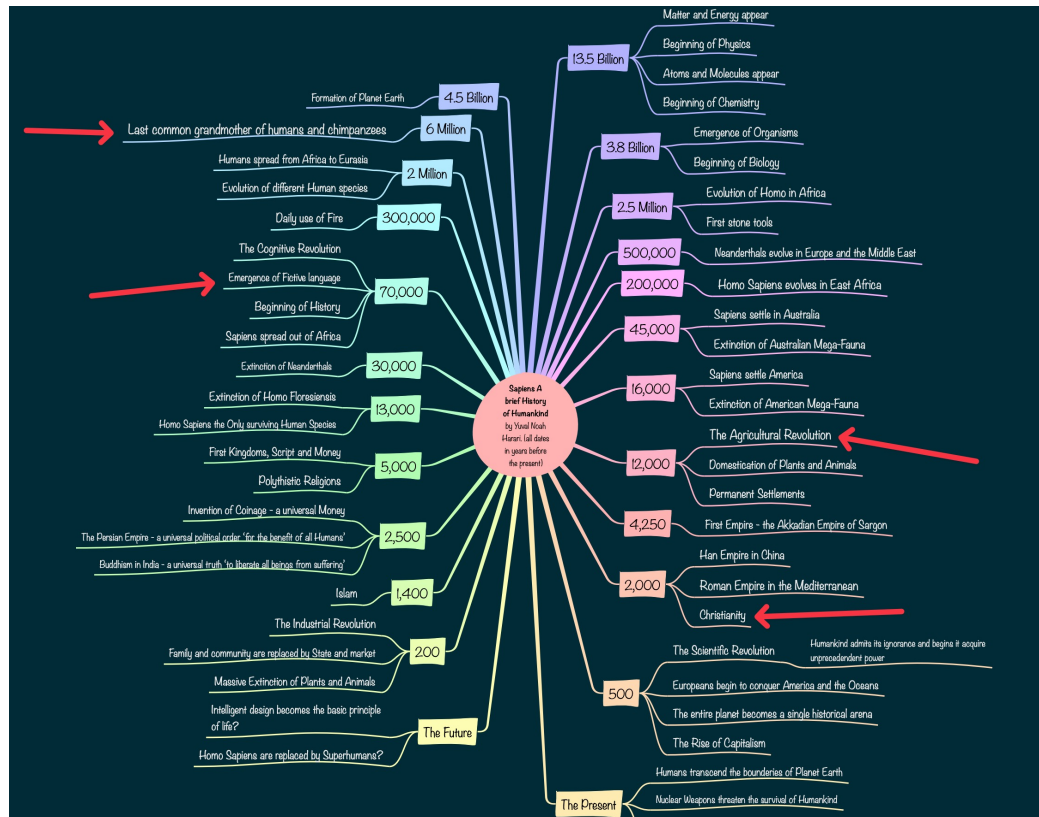 Sapiens A
brief History
of Humankind
by Yuval Noah
Harari. (all dates
in years before
the present)
13.5 Billion
Matter and Energy appear
Beginning of Physics
Atoms and Molecules appear
Beginning of Chemistry
3.8 Billion
Emergence of Organisms
Beginning of Biology
2.5 Million
Evolution of Homo in Africa
First stone tools
500,000
Neanderthals evolve in Europe and the Middle East
200,000
Homo Sapiens evolves in East Africa
45,000
Sapiens settle in Australia
Extinction of Australian Mega-Fauna
16,000
Sapiens settle America
Extinction of American Mega-Fauna
12,000
The Agricultural Revolution
Domestication of Plants and Animals
Permanent Settlements
4,250
First Empire - the Akkadian Empire of Sargon
2,000
Han Empire in China
Roman Empire in the Mediterranean
Christianity
500
The Scientific Revolution
Humankind admits its ignorance and begins it acquire
unprecedendent power
Europeans begin to conquer America and the Oceans
The entire planet becomes a single historical arena
The Rise of Capitalism
The Present
Humans transcend the bounderies of Planet Earth
Nuclear Weapons threaten the survival of Humankind
4.5 Billion
Formation of Planet Earth
6 Million
Last common grandmother of humans and chimpanzees
2 Million
Humans spread from Africa to Eurasia
Evolution of different Human species
300,000
Daily use of Fire
70,000
The Cognitive Revolution
Emergence of Fictive language
Beginning of History
Sapiens spread out of Africa
30,000
Extinction of Neanderthals
13,000
Extinction of Homo Floresiensis
Homo Sapiens the Only surviving Human Species
5,000
First Kingdoms, Script and Money
Polythistic Religions
2,500
Invention of Coinage - a universal Money
The Persian Empire - a universal political order 'for the benefit of all Humans'
Buddhism in India - a universal truth 'to liberate all beings from suffering'
1,400
Islam
200
The Industrial Revolution
Family and community are replaced by State and market
Massive Extinction of Plants and Animals
The Future
Intelligent design becomes the basic principle
of life?
Homo Sapiens are replaced by Superhumans?